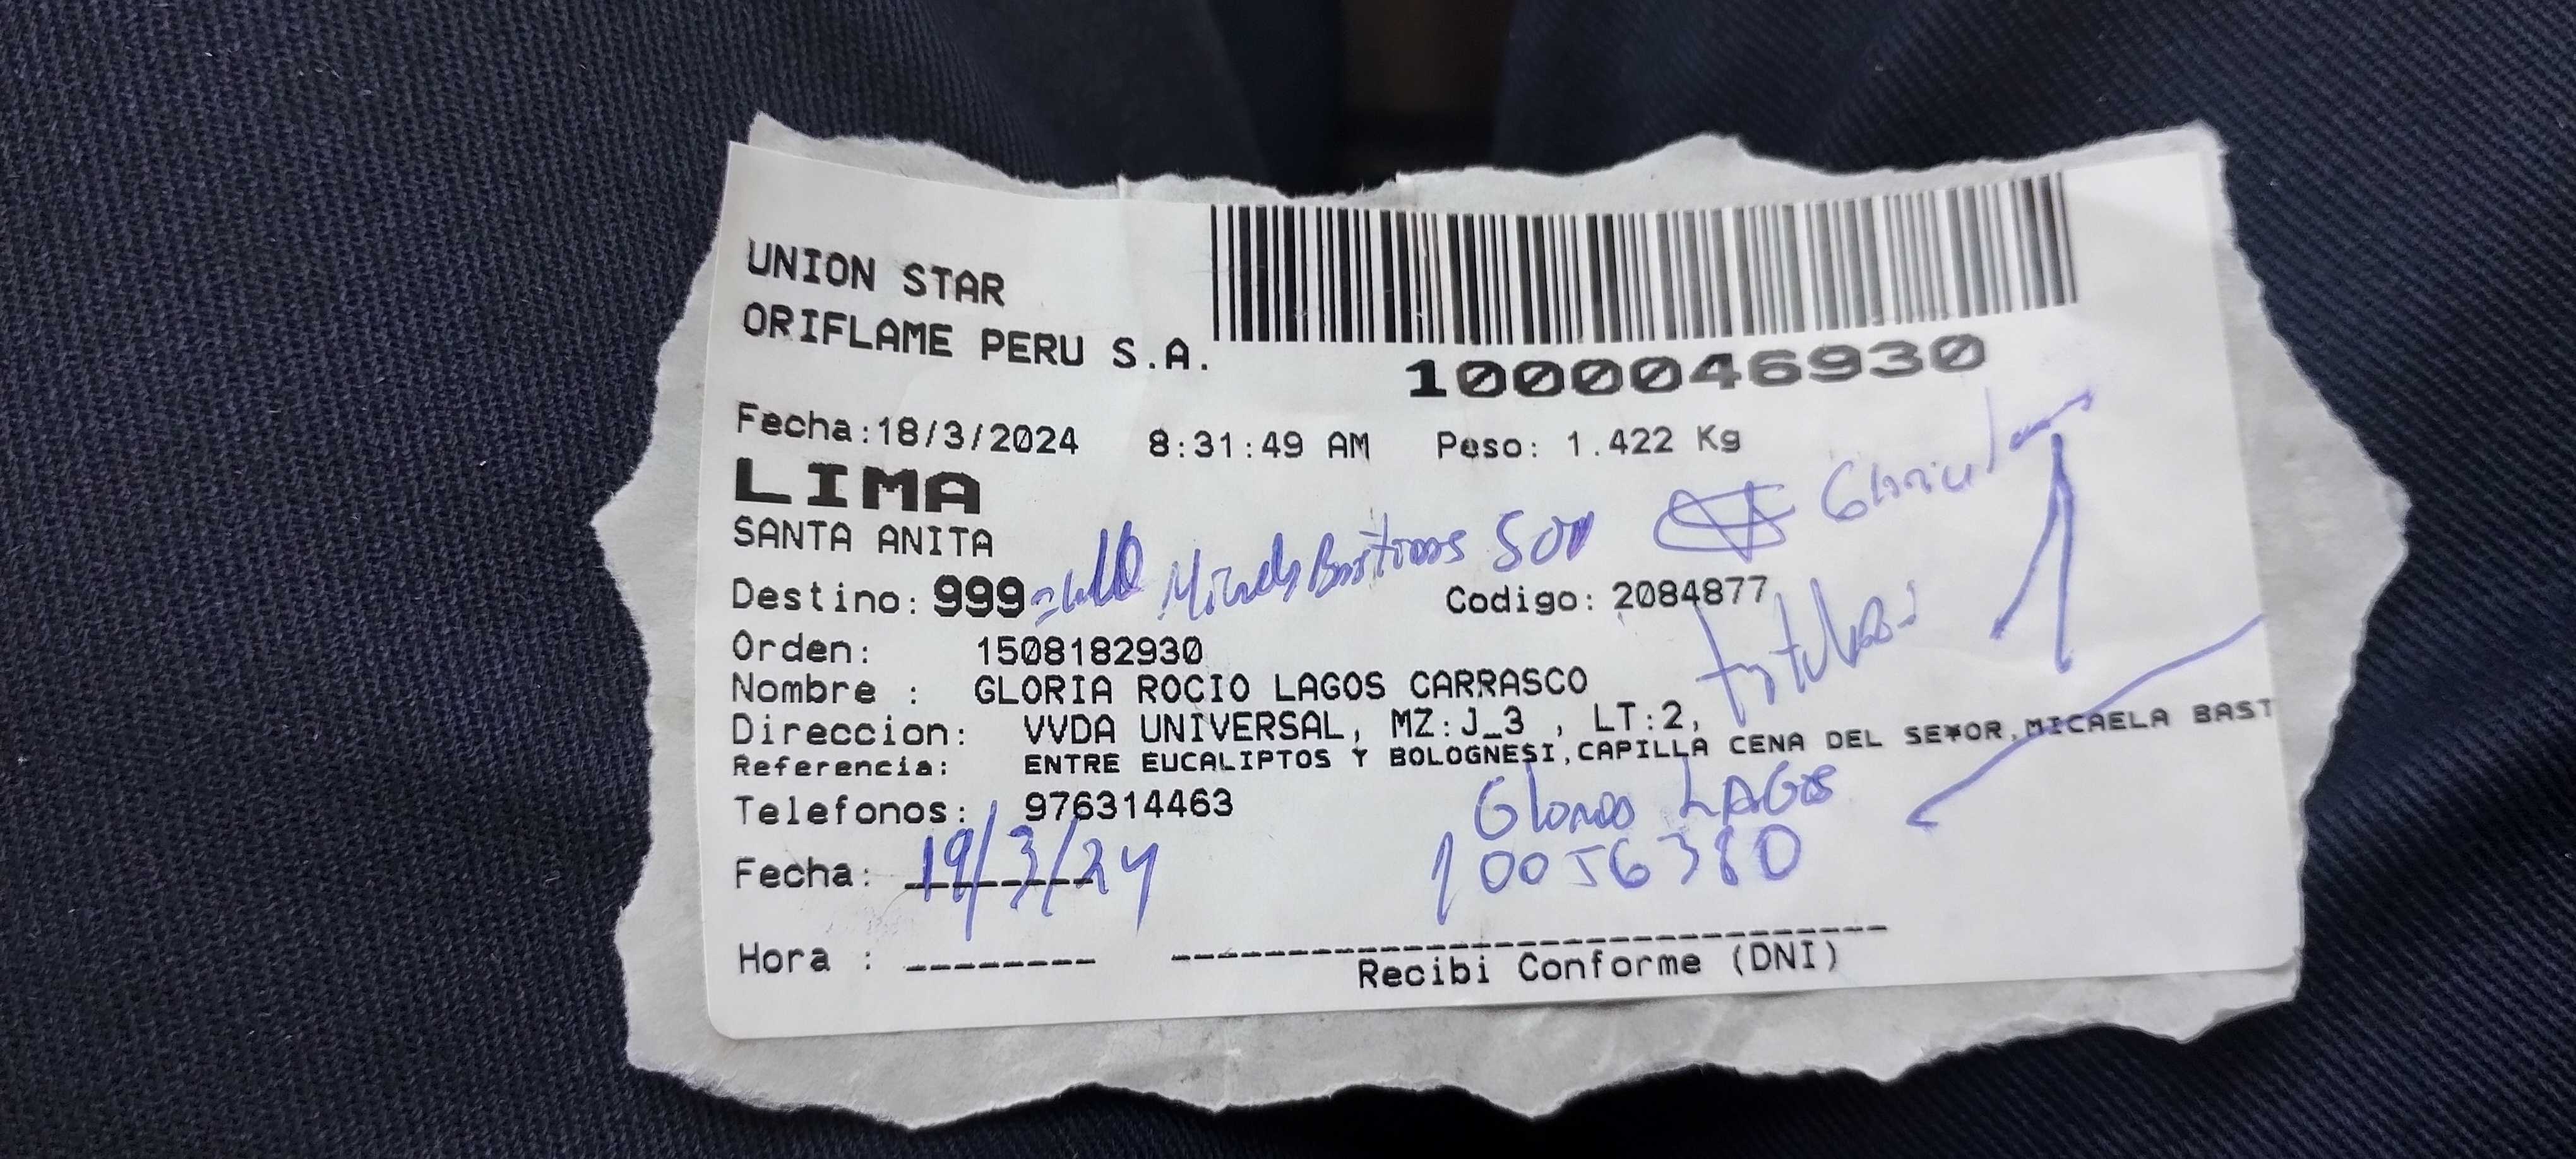 UNION STAR
ORIFLAME PERU S.A.
1000046930
Fecha:18/3/2024 8:31:49 AM Peso: 1.422 Kg
LIMA
SANTA ANITA
Destino: 999 Micaela Bastidas 501 Codigo: 2084877
Orden: 1508182930
Nombre : GLORIA ROCIO LAGOS CARRASCO
Direccion: VVDA UNIVERSAL, MZ:J_3 , LT:2,
Referencia: ENTRE EUCALIPTOS Y BOLOGNESI,CAPILLA CENA DEL SE¥OR,MICAELA BAST
Telefonos: 976314463
Gloria LAGOS
Fecha: 19/3/24 10056380
Hora : --------
Recibi Conforme (DNI)